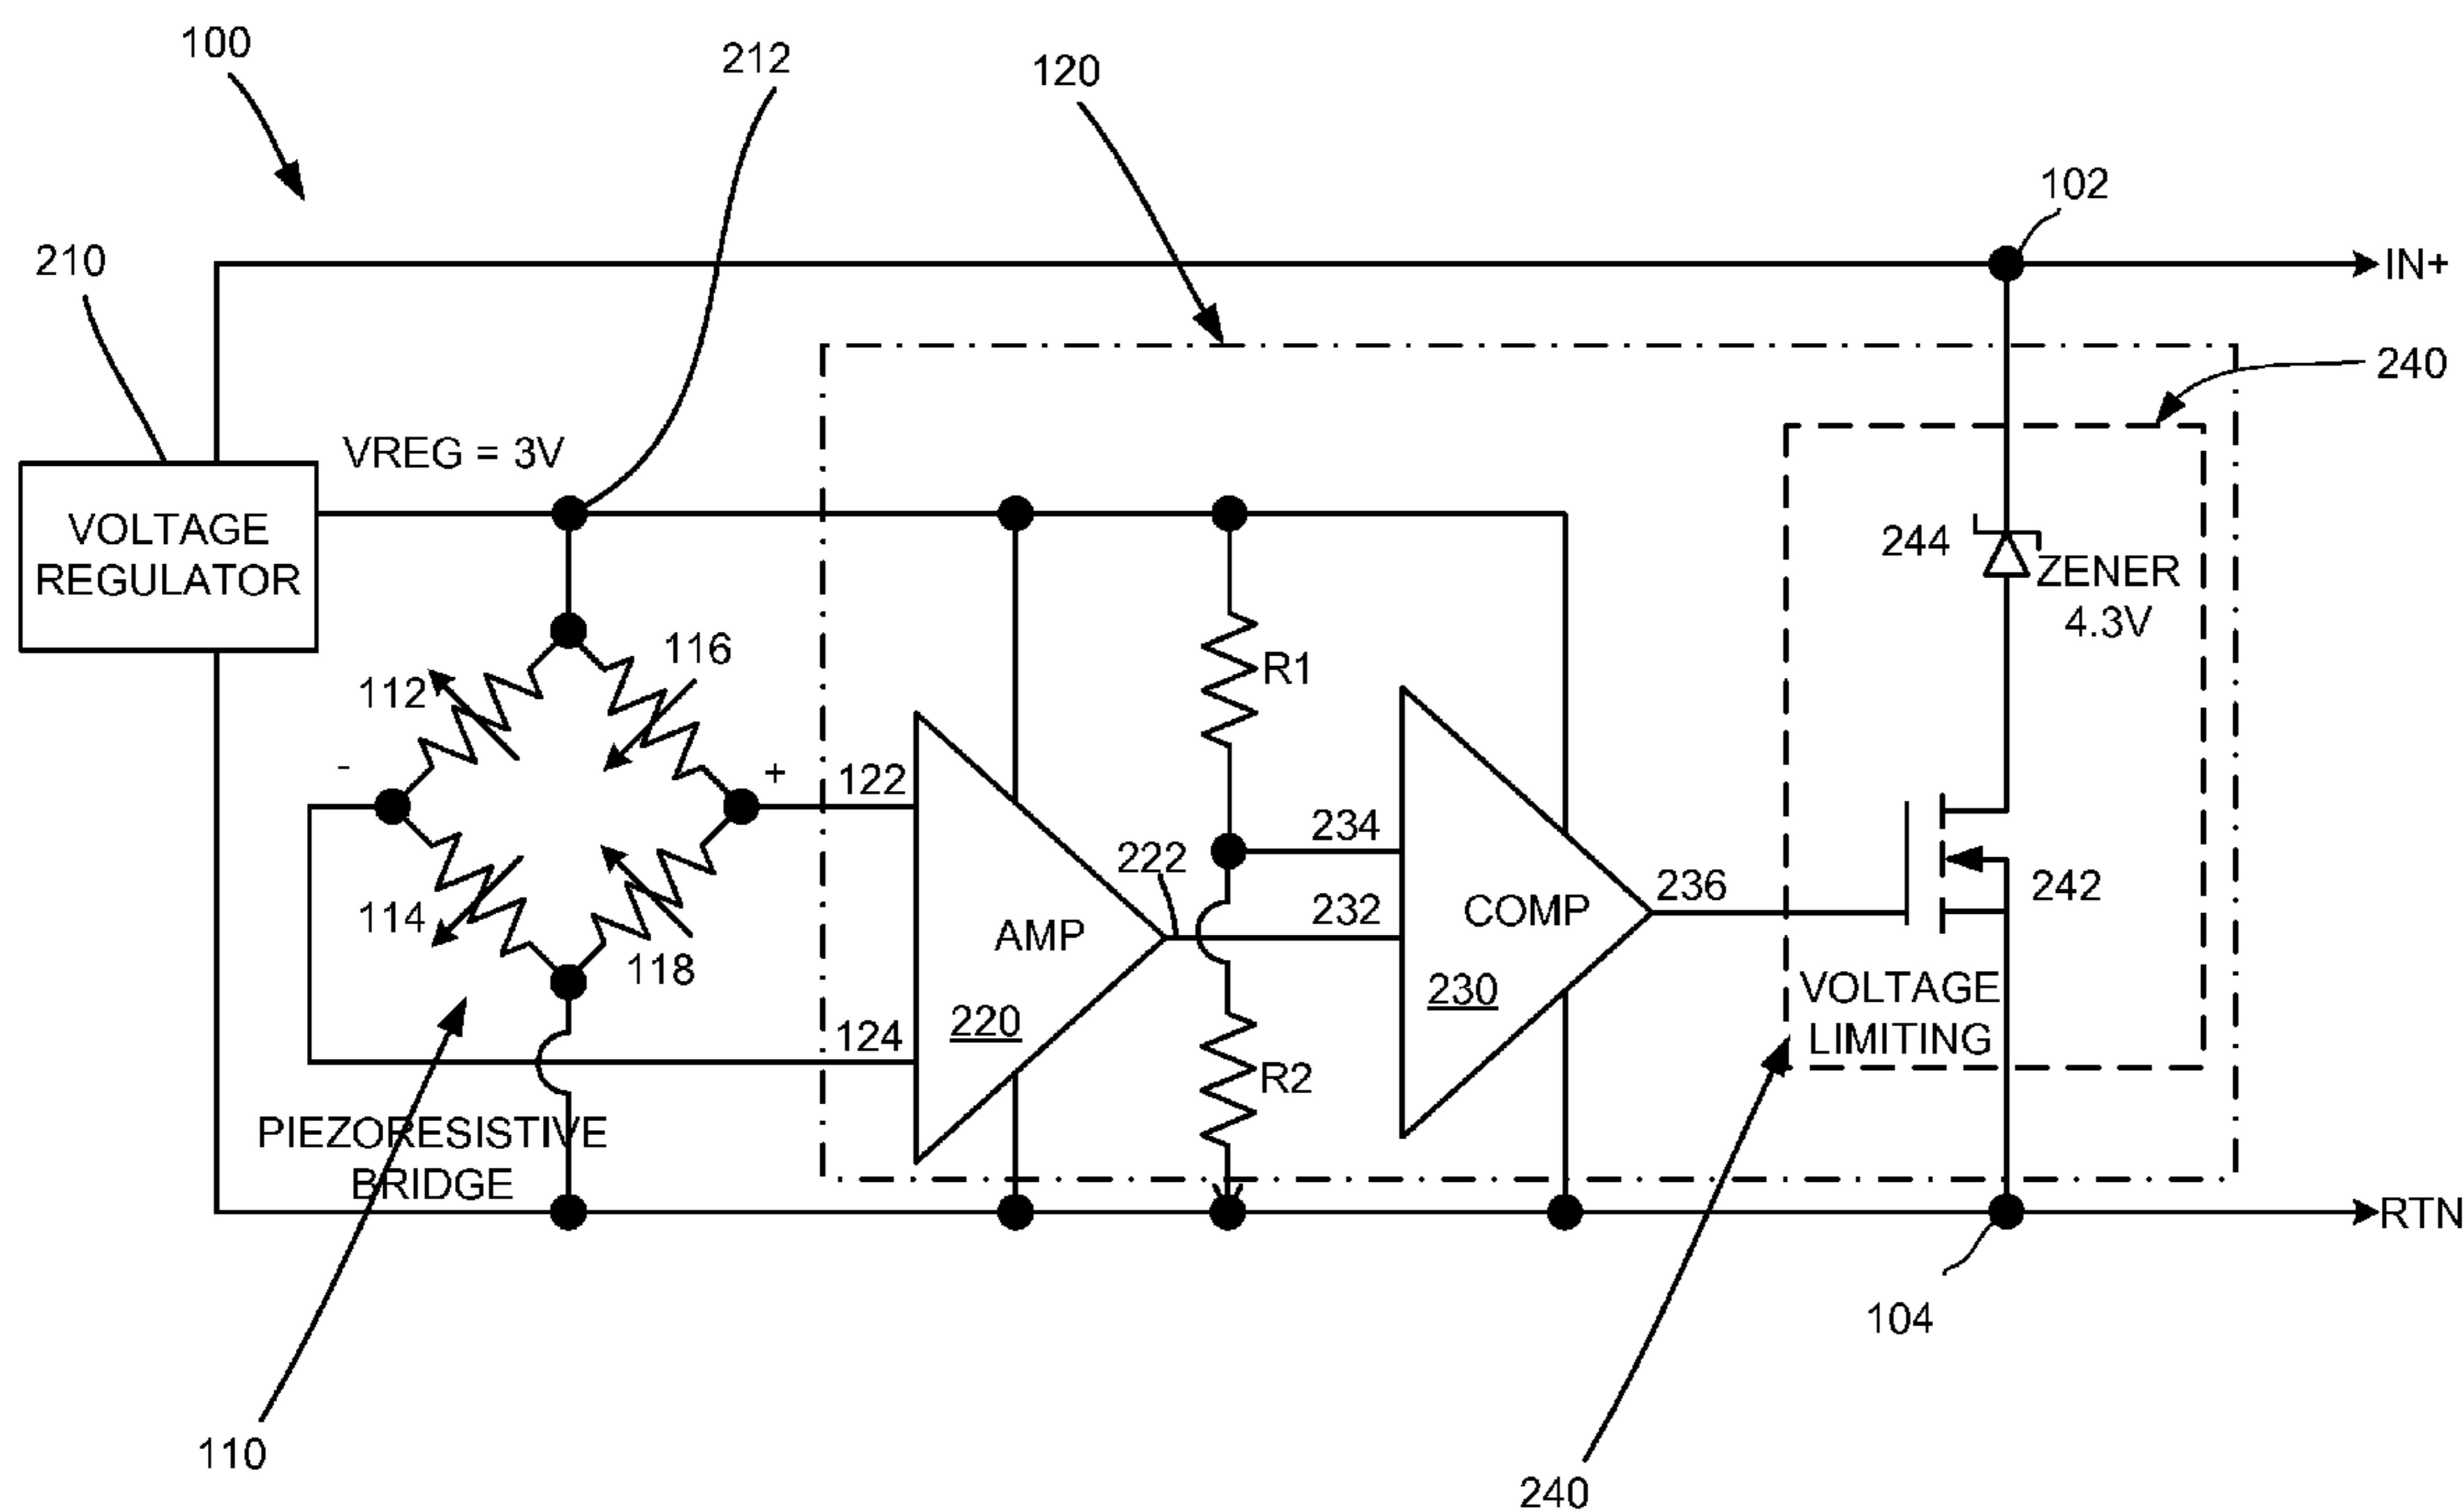 100
212
120
102
210
IN+
240
VREG = 3V
VOLTAGE
REGULATOR
244
ZENER
4.3V
116
112
R1
-
+
122
234
222
232
236
242
114
118
AMP
COMP
220
230
124
VOLTAGE
LIMITING
R2
PIEZORESISTIVE
BRIDGE
RTN
104
110
240